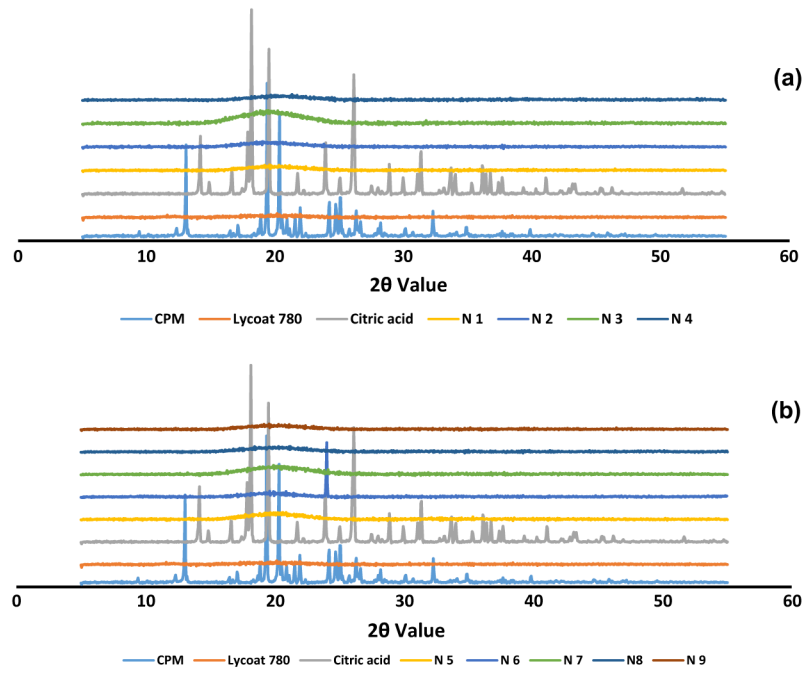 (a)
0 10 20 30 40 50 60
2θ Value
CPM Lycoat 780 Citric acid N 1 N 2 N 3 N 4
(b)
0 10 20 30 40 50 60
2θ Value
CPM Lycoat 780 Citric acid N 5 N 6 N 7 N8 N 9